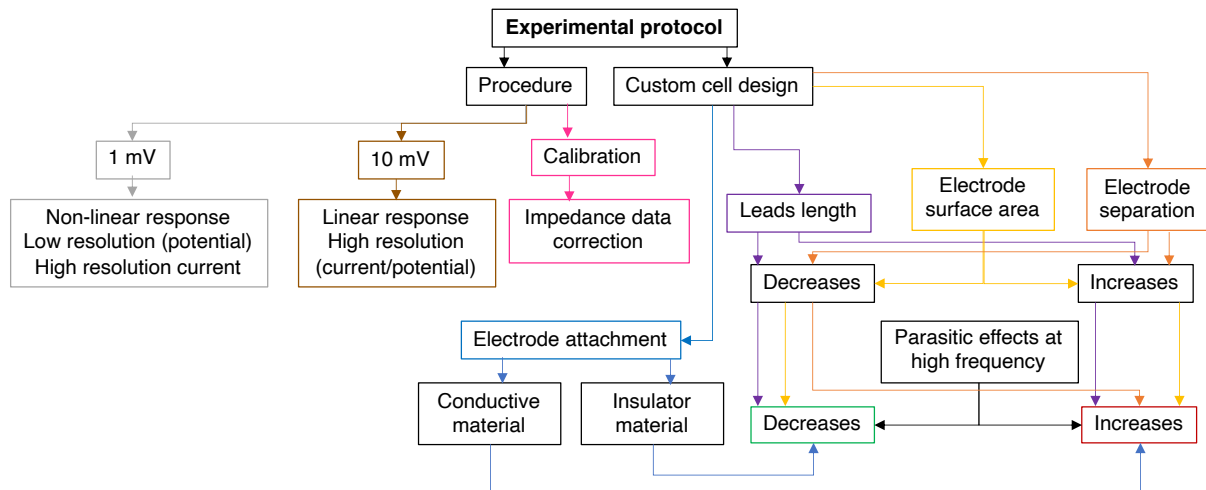 Experimental protocol
Procedure
Custom cell design
1 mV
10 mV
Calibration
Leads length
Electrode
surface area
Electrode
separation
Non-linear response
Low resolution (potential)
High resolution current
Linear response
High resolution
(current/potential)
Impedance data
correction
Decreases
Increases
Electrode attachment
Parasitic effects at
high frequency
Conductive
material
Insulator
material
Decreases
Increases